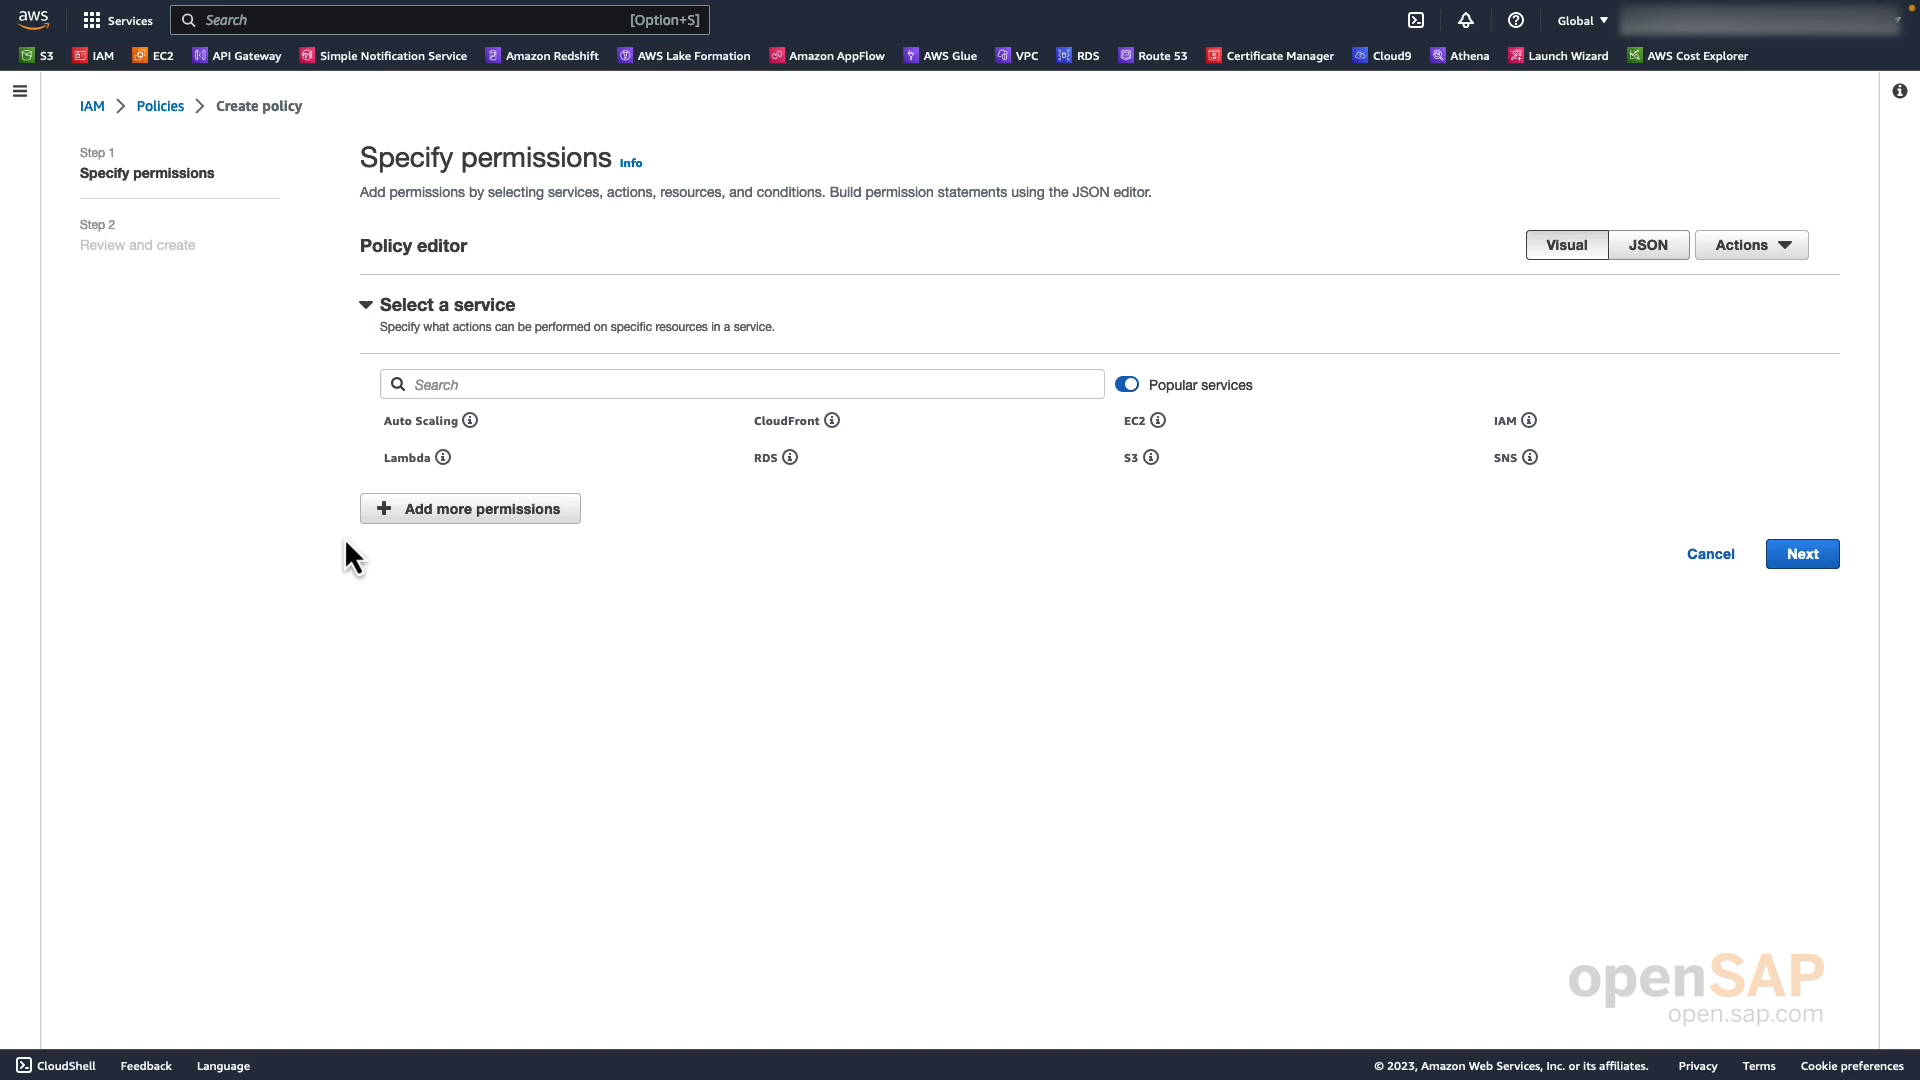 aws Services Search [Option+S] Global
S3 IAM EC2 API Gateway Simple Notification Service Amazon Redshift AWS Lake Formation Amazon AppFlow AWS Glue VPC RDS Route 53 Certificate Manager Cloud9 Athena Launch Wizard AWS Cost Explorer
IAM Policies Create policy
Step 1
Specify permissions
Step 2
Review and create
Specify permissions Info
Add permissions by selecting services, actions, resources, and conditions. Build permission statements using the JSON editor.
Policy editor Visual JSON Actions
Select a service
Specify what actions can be performed on specific resources in a service.
Search Popular services
Auto Scaling CloudFront EC2 IAM
Lambda RDS S3 SNS
Add more permissions
Cancel Next
openSAP
open.sap.com
CloudShell Feedback Language © 2023, Amazon Web Services, Inc. or its affiliates. Privacy Terms Cookie preferences